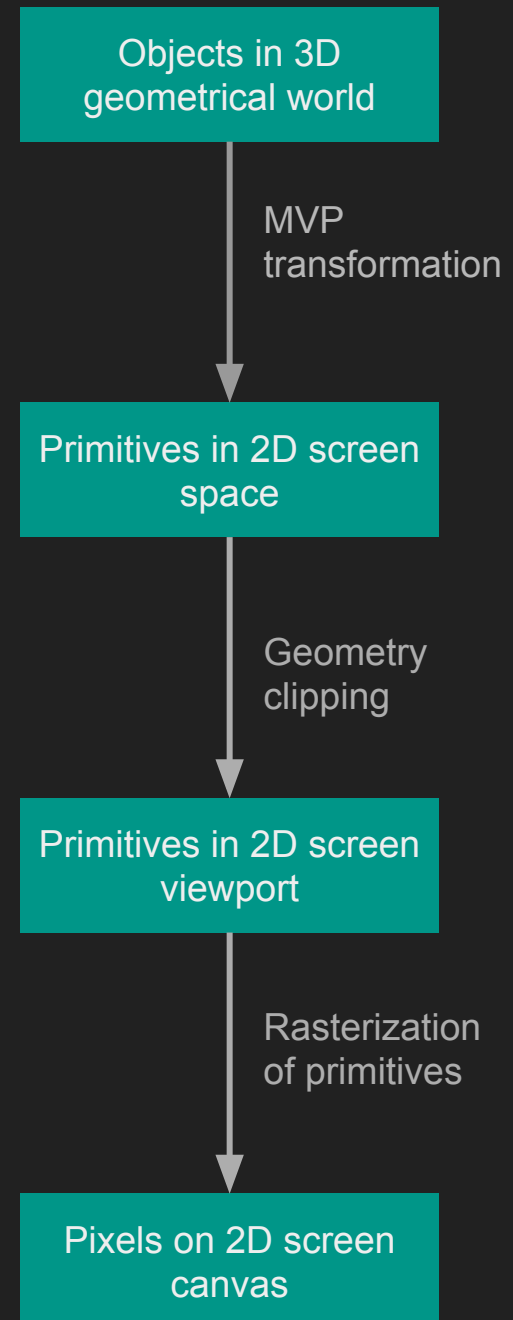 Objects in 3D
geometrical world
MVP
transformation
Primitives in 2D screen
space
Geometry
clipping
Primitives in 2D screen
viewport
Rasterization
of primitives
Pixels on 2D screen
canvas